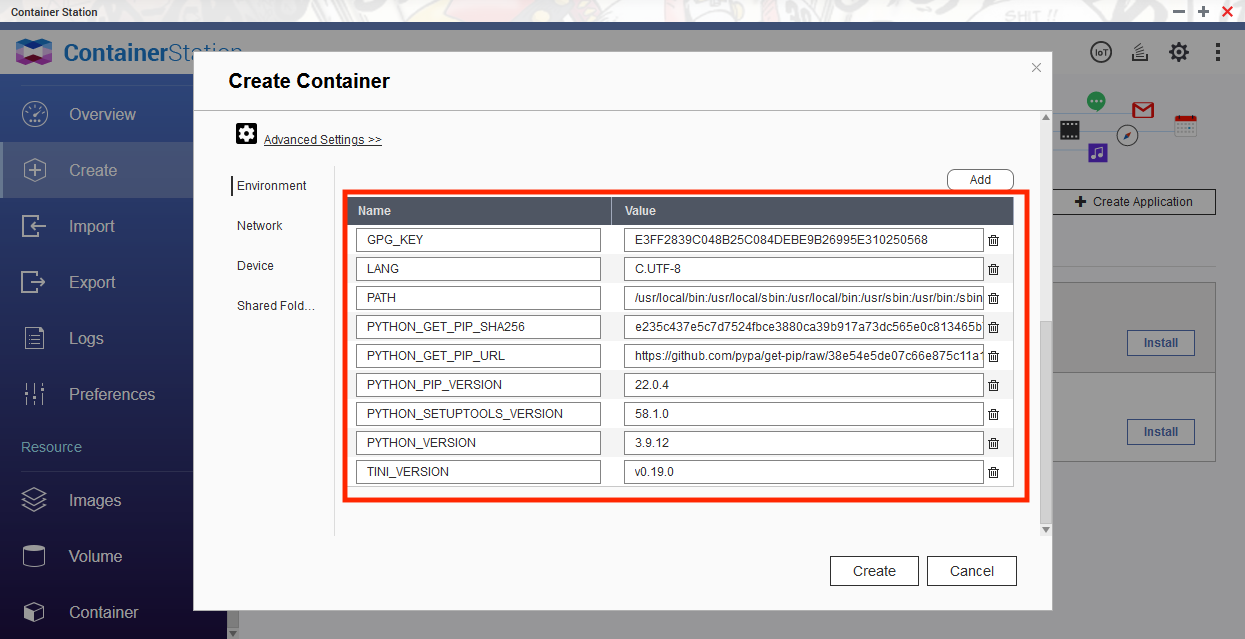 Container Station
SHIT !!
ContainerStation
IoT
Create Container
Overview
Create
Import
Export
Logs
Preferences
Resource
Images
Volume
Container
Advanced Settings >>
Environment
Network
Device
Shared Fold...
Add
Name Value
GPG_KEY E3FF2839C048B25C084DEBE9B26995E310250568
LANG C.UTF-8
PATH /usr/local/bin:/usr/local/sbin:/usr/local/bin:/usr/sbin:/usr/bin:/sbin
PYTHON_GET_PIP_SHA256 e235c437e5c7d7524fbce3880ca39b917a73dc565e0c813465b
PYTHON_GET_PIP_URL https://github.com/pypa/get-pip/raw/38e54e5de07c66e875c11a1
PYTHON_PIP_VERSION 22.0.4
PYTHON_SETUPTOOLS_VERSION 58.1.0
PYTHON_VERSION 3.9.12
TINI_VERSION v0.19.0
Create Cancel
Create Application
Install
Install